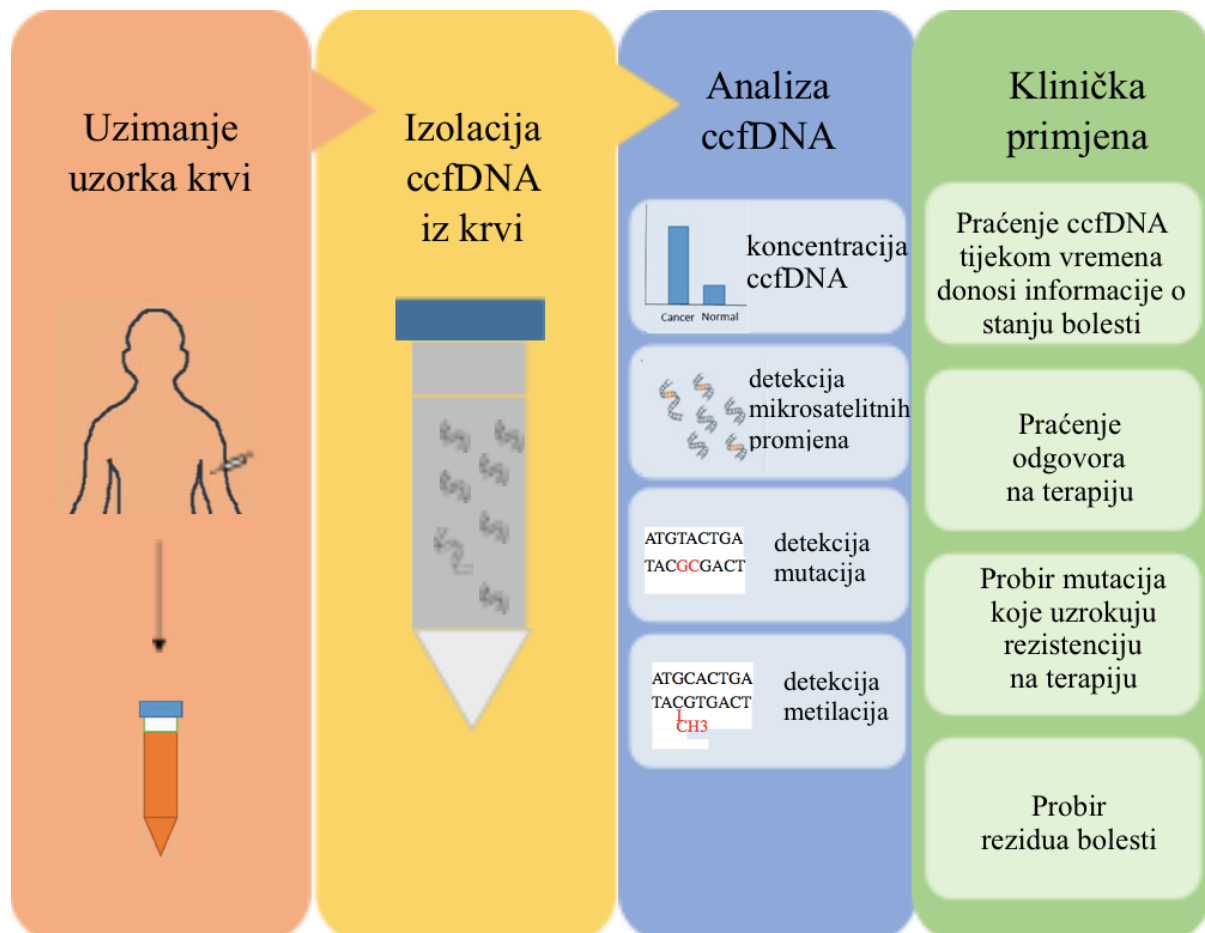 Uzimanje
uzorka krvi
Izolacija
ccfDNA
iz krvi
Analiza
ccfDNA
koncentracija
ccfDNA
Cancer Normal
detekcija
mikrosatelitnih
promjena
ATGTACTGA
TACGCGACT
detekcija
mutacija
ATGCACTGA
TACGTGACT
CH3
detekcija
metilacija
Klinička
primjena
Praćenje ccfDNA
tijekom vremena
donosi informacije o
stanju bolesti
Praćenje
odgovora
na terapiju
Probir mutacija
koje uzrokuju
rezistenciju
na terapiju
Probir
rezidua bolesti